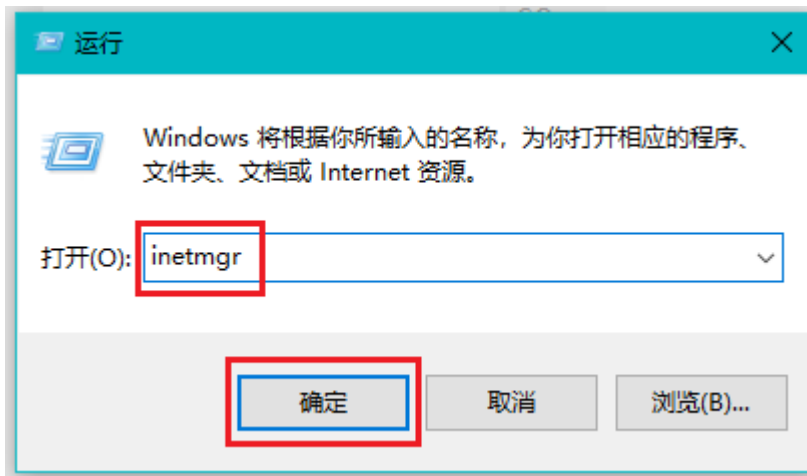 运行
Windows 将根据你所输入的名称，为你打开相应的程序、
文件夹、文档或 Internet 资源。
打开(O): inetmgr
确定 取消 浏览(B)...